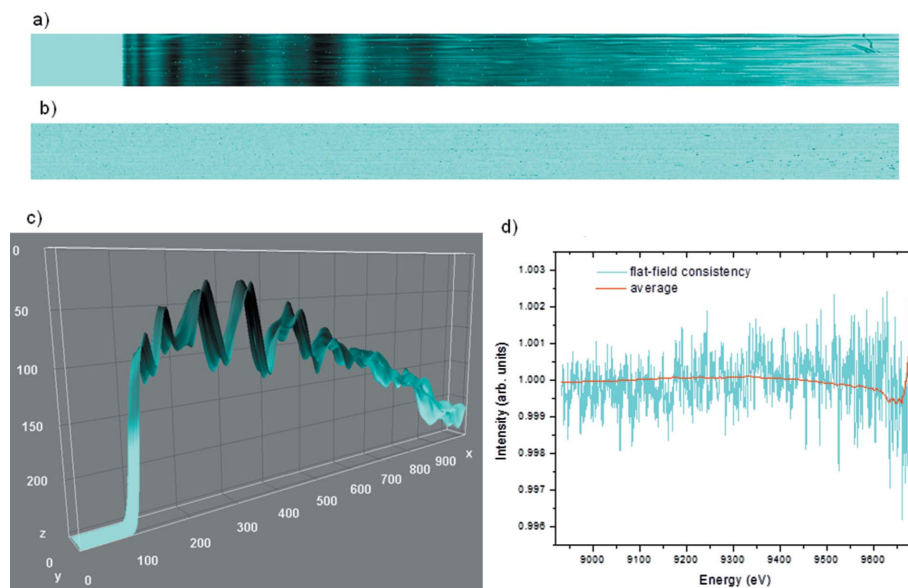 a)
b)
c)
0
50
100
150
200
z
0
y
0
100
200
300
400
500
600
700
800
900
x
d)
flat-field consistency
average
1.003
1.002
1.001
1.000
0.999
0.998
0.997
0.996
Intensity (arb. units)
9000 9100 9200 9300 9400 9500 9600
Energy (eV)